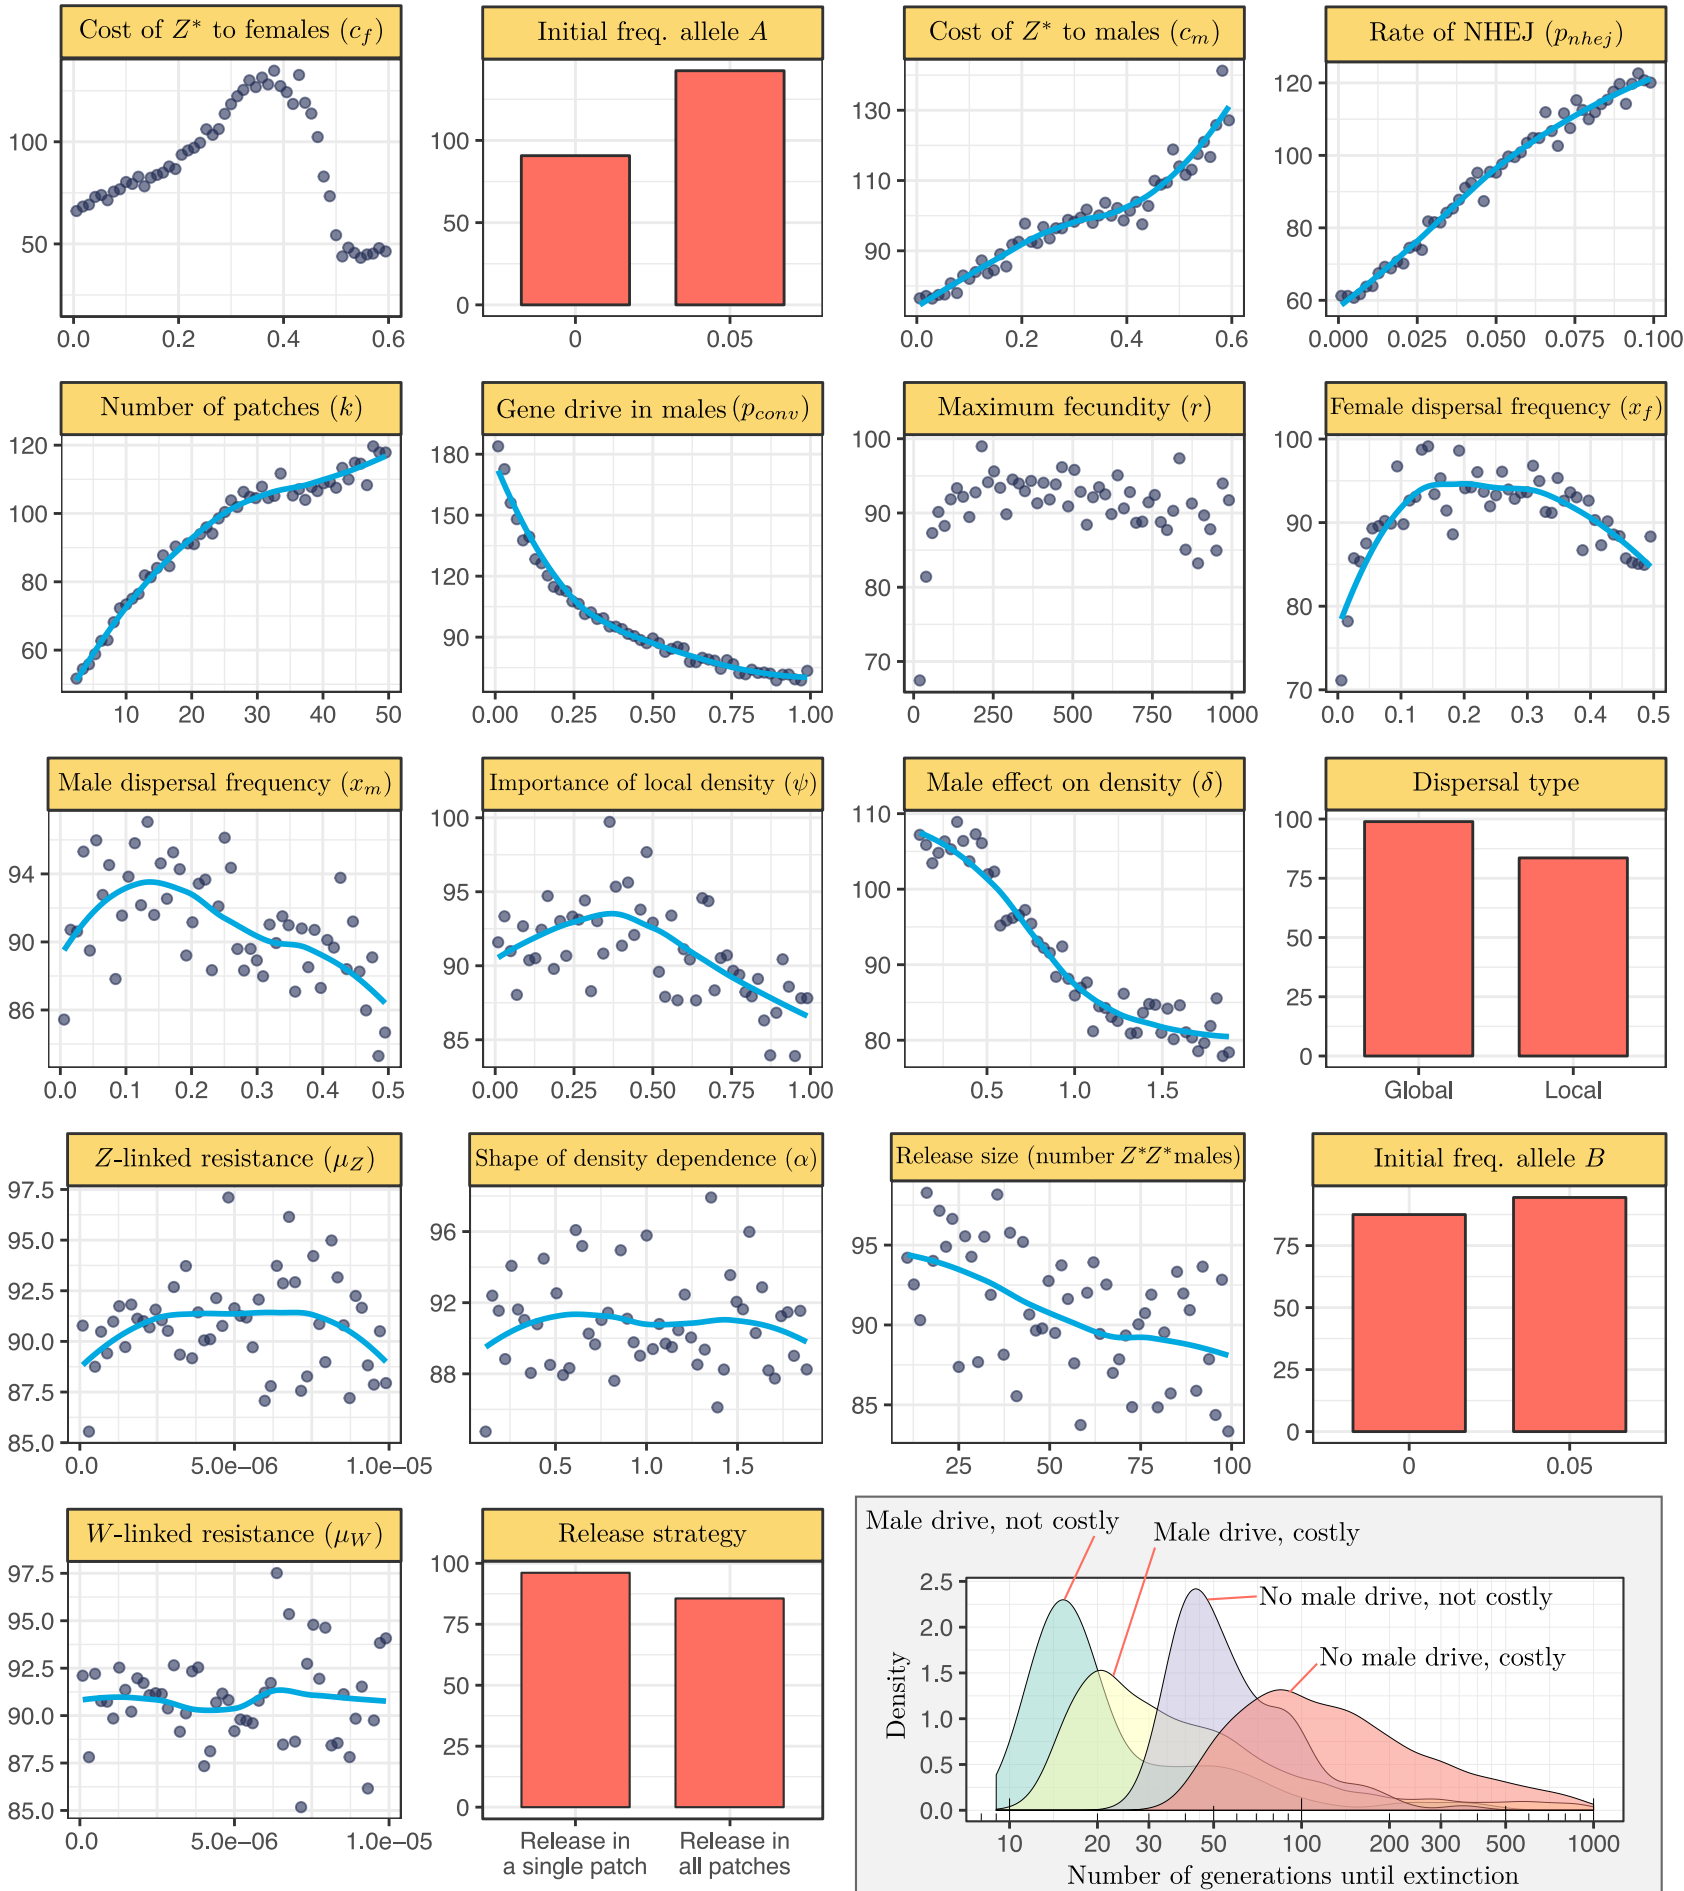 Cost of Z* to females (c_f)
Initial freq. allele A
Cost of Z* to males (c_m)
Rate of NHEJ (p_nhej)
100
50
0.0 0.2 0.4 0.6
100
50
0
0 0.05
130
110
90
0.0 0.2 0.4 0.6
120
100
80
60
0.000 0.025 0.050 0.075 0.100
Number of patches (k)
Gene drive in males (p_conv)
Maximum fecundity (r)
Female dispersal frequency (x_f)
120
100
80
60
10 20 30 40 50
180
150
120
90
0.00 0.25 0.50 0.75 1.00
100
90
80
70
0 250 500 750 1000
100
90
80
70
0.0 0.1 0.2 0.3 0.4 0.5
Male dispersal frequency (x_m)
Importance of local density (ψ)
Male effect on density (δ)
Dispersal type
94
90
86
0.0 0.1 0.2 0.3 0.4 0.5
100
95
90
85
0.00 0.25 0.50 0.75 1.00
110
100
90
80
0.5 1.0 1.5
100
75
50
25
0
Global Local
Z-linked resistance (μ_Z)
Shape of density dependence (α)
Release size (number Z*Z* males)
Initial freq. allele B
97.5
95.0
92.5
90.0
87.5
85.0
0.0 5.0e−06 1.0e−05
96
92
88
0.5 1.0 1.5
95
90
85
25 50 75 100
75
50
25
0
0 0.05
W-linked resistance (μ_W)
Release strategy
97.5
95.0
92.5
90.0
87.5
85.0
0.0 5.0e−06 1.0e−05
100
75
50
25
0
Release in a single patch
Release in all patches
Male drive, not costly
Male drive, costly
No male drive, not costly
No male drive, costly
Density
2.5
2.0
1.5
1.0
0.5
0.0
10 20 30 50 100 200 300 500 1000
Number of generations until extinction